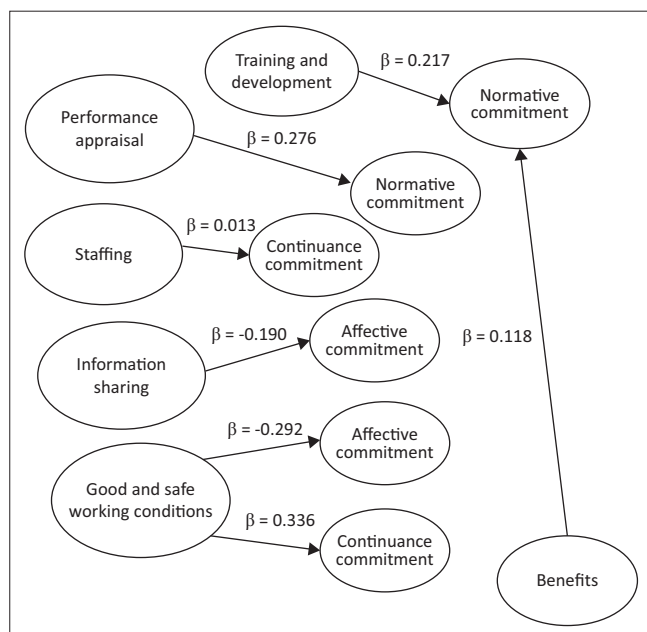 Training and
development
β = 0.217
Normative
commitment
Performance
appraisal
β = 0.276
Normative
commitment
Staffing
β = 0.013
Continuance
commitment
Information
sharing
β = -0.190
Affective
commitment
β = 0.118
Good and safe
working conditions
β = -0.292
Affective
commitment
β = 0.336
Continuance
commitment
Benefits